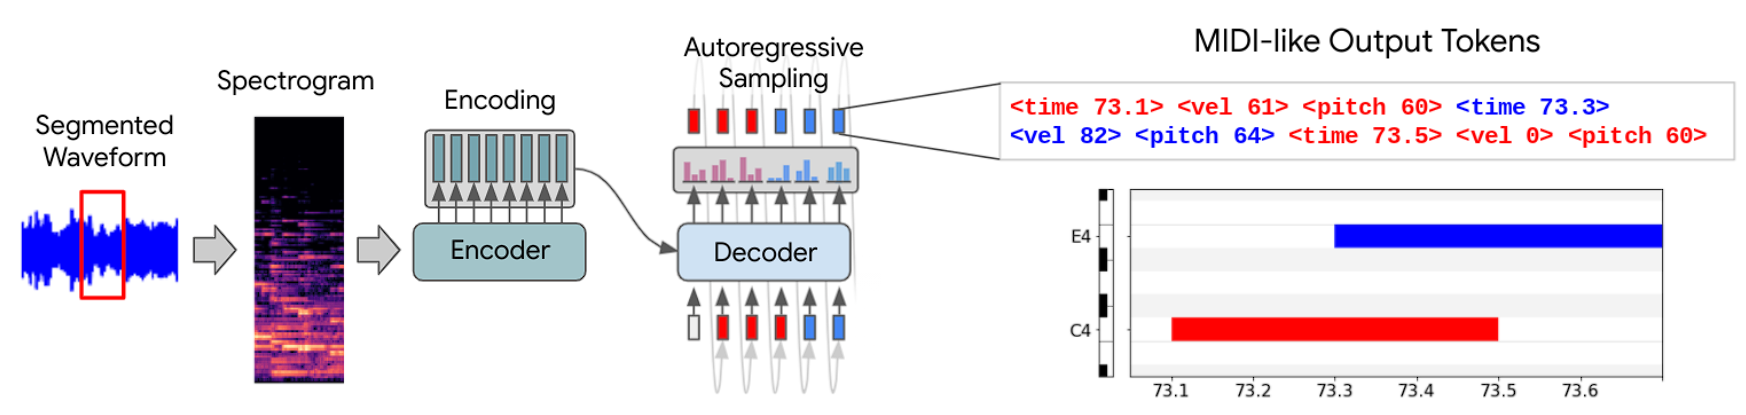 Segmented
Waveform
Spectrogram
Encoding
Encoder
Autoregressive
Sampling
Decoder
MIDI-like Output Tokens
<time 73.1> <vel 61> <pitch 60> <time 73.3>
<vel 82> <pitch 64> <time 73.5> <vel 0> <pitch 60>
E4
C4
73.1 73.2 73.3 73.4 73.5 73.6